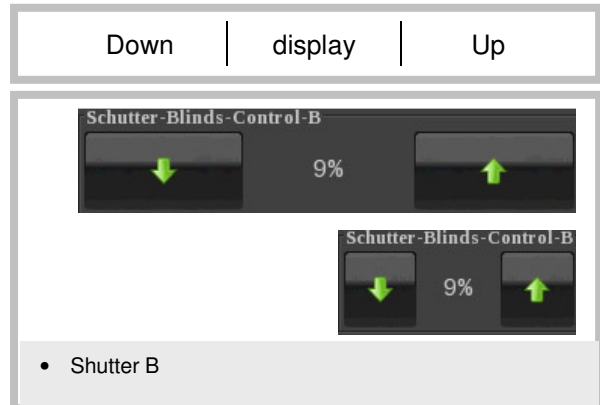 Down display Up
Schutter-Blinds-Control-B
9%
Schutter-Blinds-Control-B
9%
• Shutter B